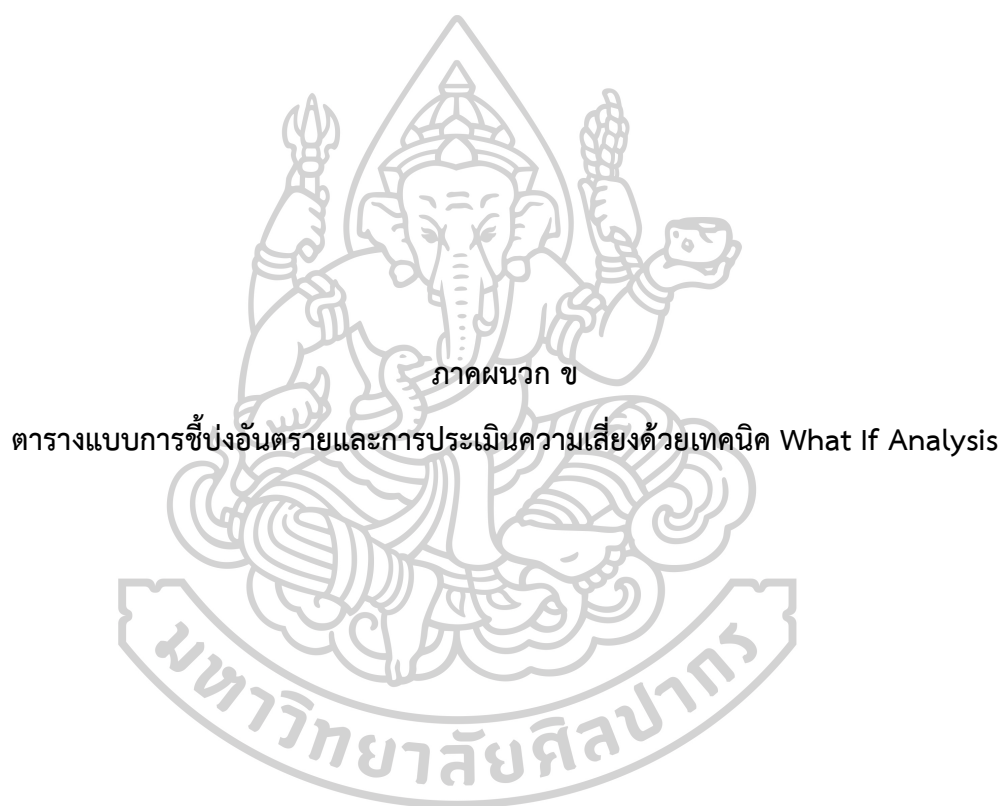 ภาคผนวก ข
ตารางแบบการชี้บ่งอันตรายและการประเมินความเสี่ยงด้วยเทคนิค What If Analysis
มหาวิทยาลัยศิลปากร